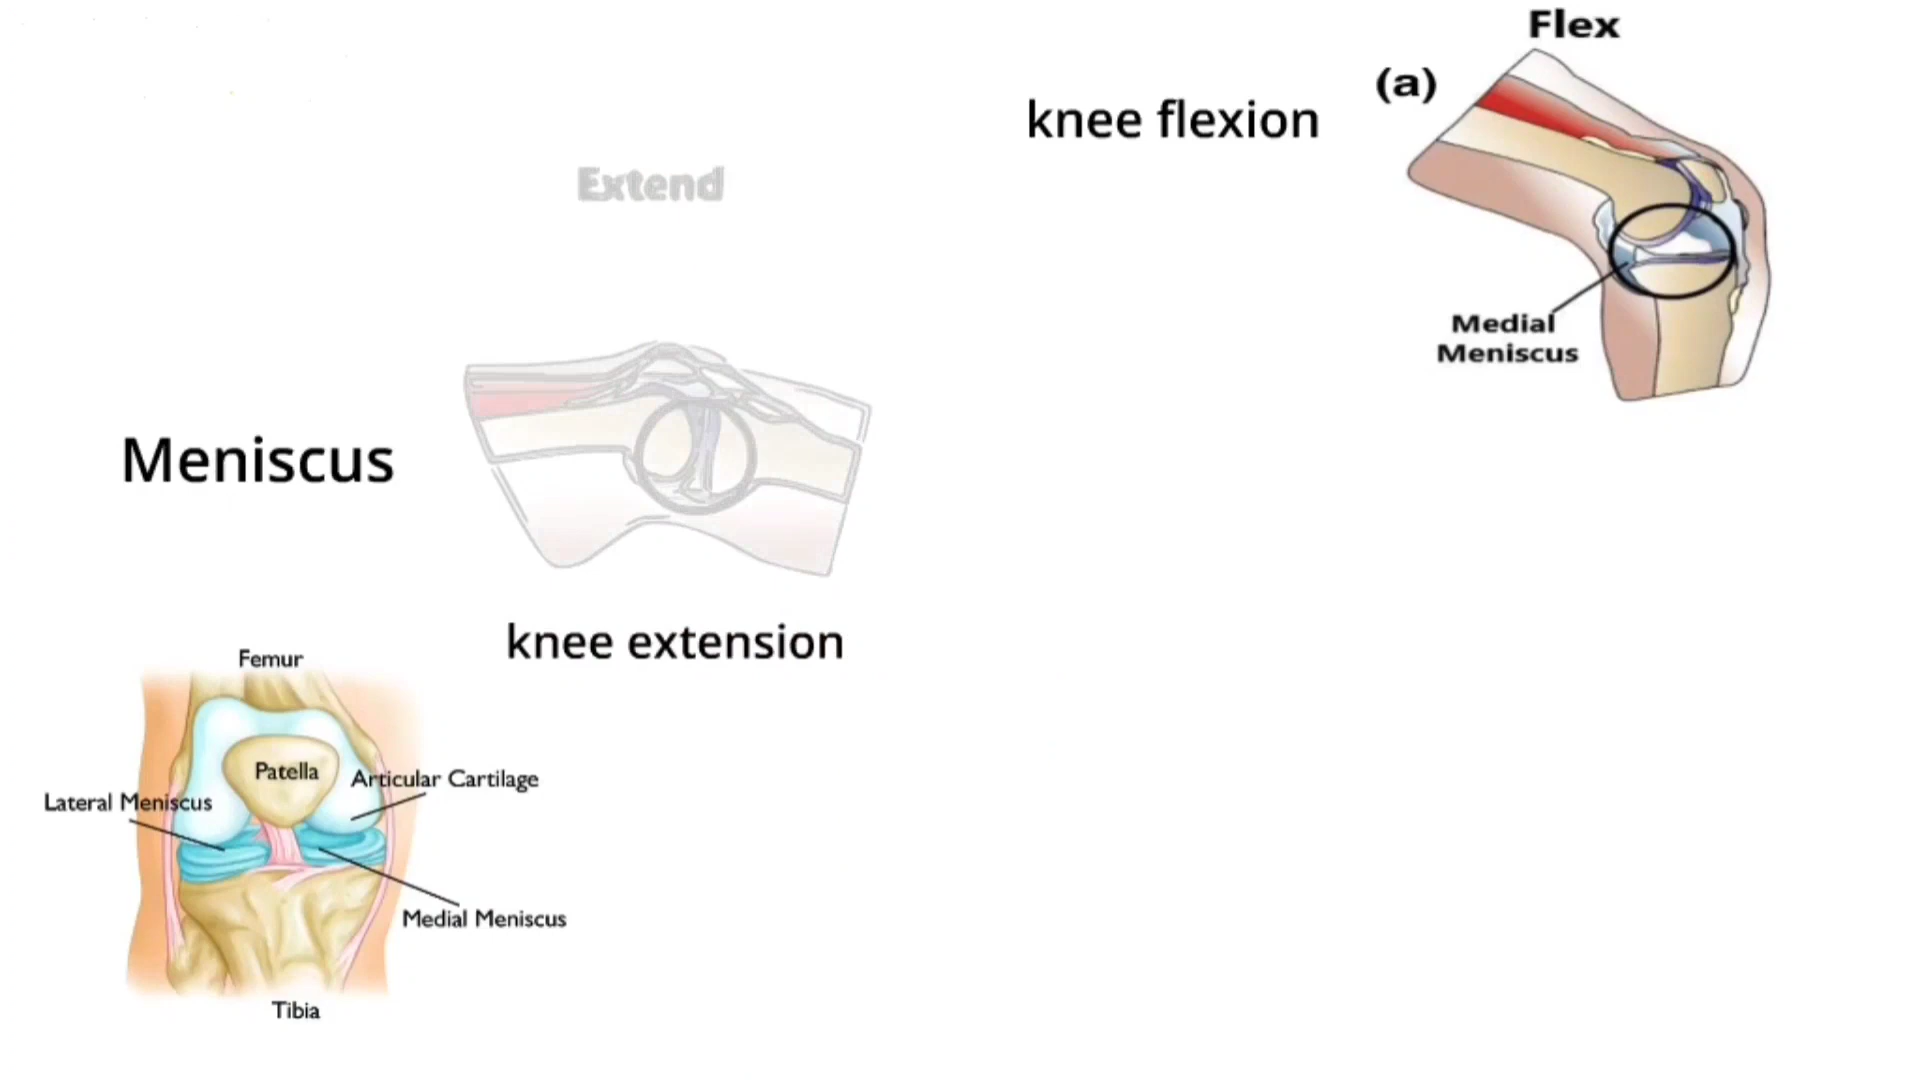 Flex
(a)
knee flexion
Extend
Medial
Meniscus
Meniscus
knee extension
Femur
Patella
Articular Cartilage
Lateral Meniscus
Medial Meniscus
Tibia